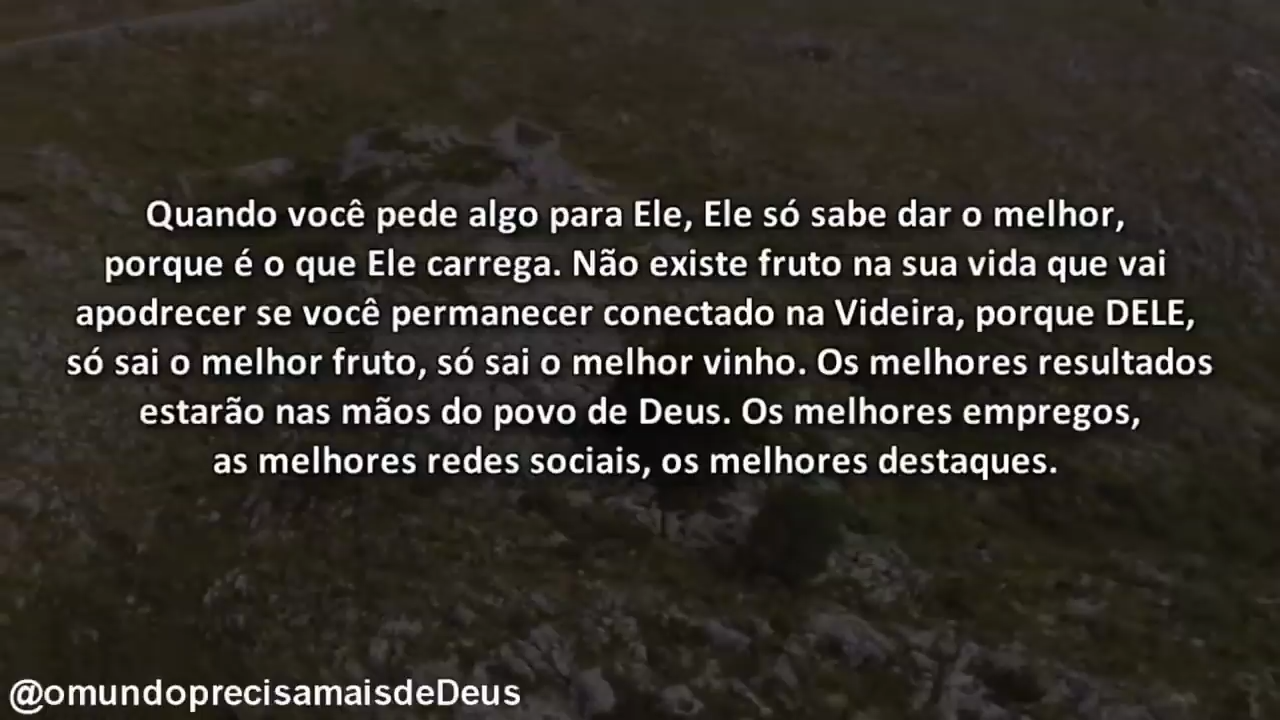 Quando você pede algo para Ele, Ele só sabe dar o melhor,
porque é o que Ele carrega. Não existe fruto na sua vida que vai
apodrecer se você permanecer conectado na Videira, porque DELE,
só sai o melhor fruto, só sai o melhor vinho. Os melhores resultados
estarão nas mãos do povo de Deus. Os melhores empregos,
as melhores redes sociais, os melhores destaques.
@omundoprecisamaisdeDeus